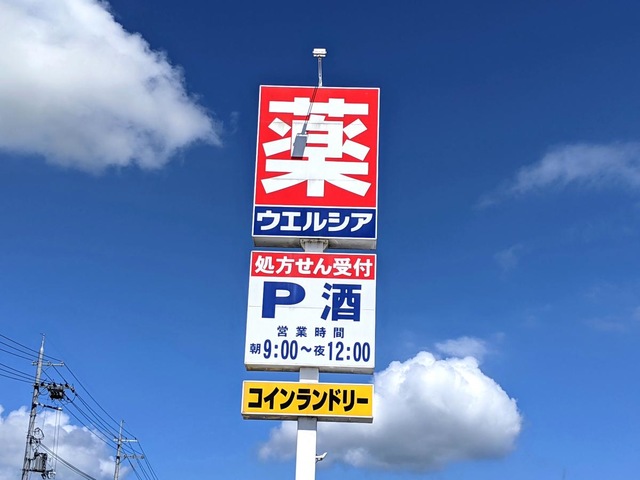 薬
ウエルシア
処方せん受付
P 酒
営業時間
朝9:00〜夜12:00
コインランドリー